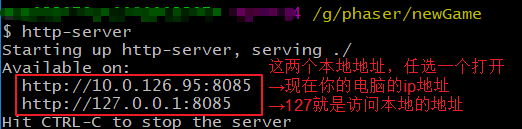 4 /g/phaser/newGame
$ http-server
Starting up http-server, serving ./
Available on:
这两个本地地址，任选一个打开
http://10.0.126.95:8085
→现在你的电脑的ip地址
http://127.0.0.1:8085
→127就是访问本地的地址
Hit CTRL-C to stop the server